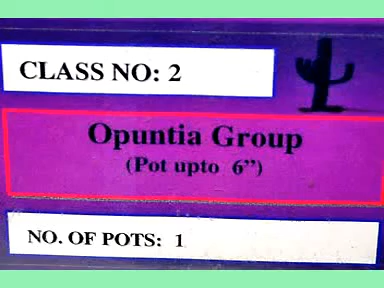 CLASS NO: 2
Opuntia Group
(Pot upto 6”)
NO. OF POTS: 1